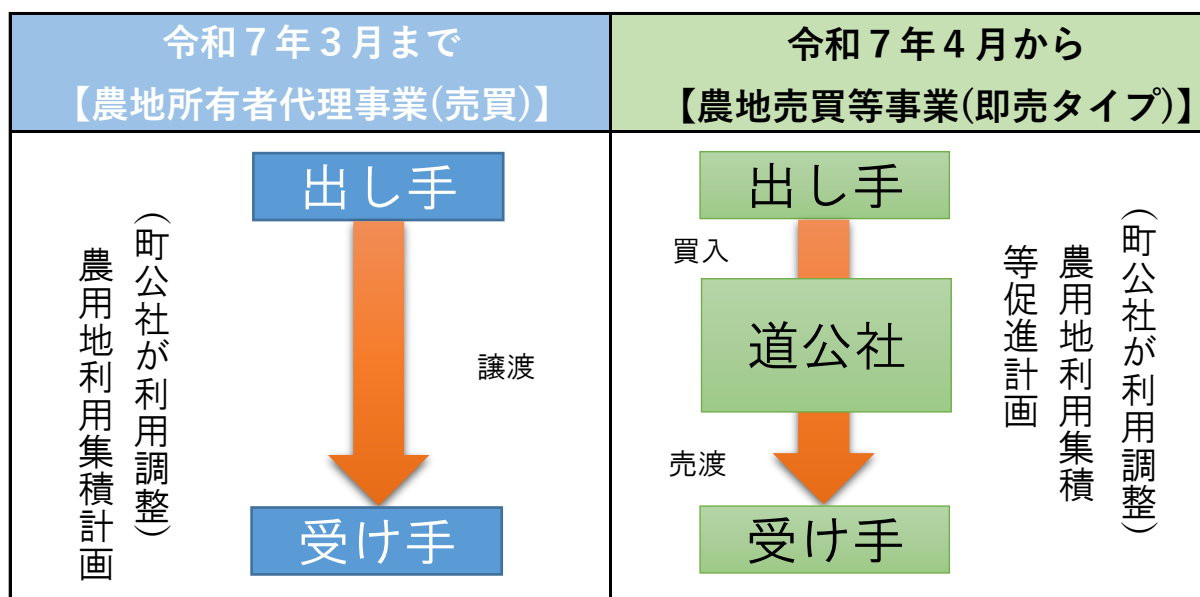 令和７年３月まで
【農地所有者代理事業(売買)】
出し手
譲渡
受け手
(町公社が利用調整)
農用地利用集積計画
令和７年４月から
【農地売買等事業(即売タイプ)】
出し手
買入
道公社
売渡
受け手
(町公社が利用調整)
農用地利用集積
等促進計画